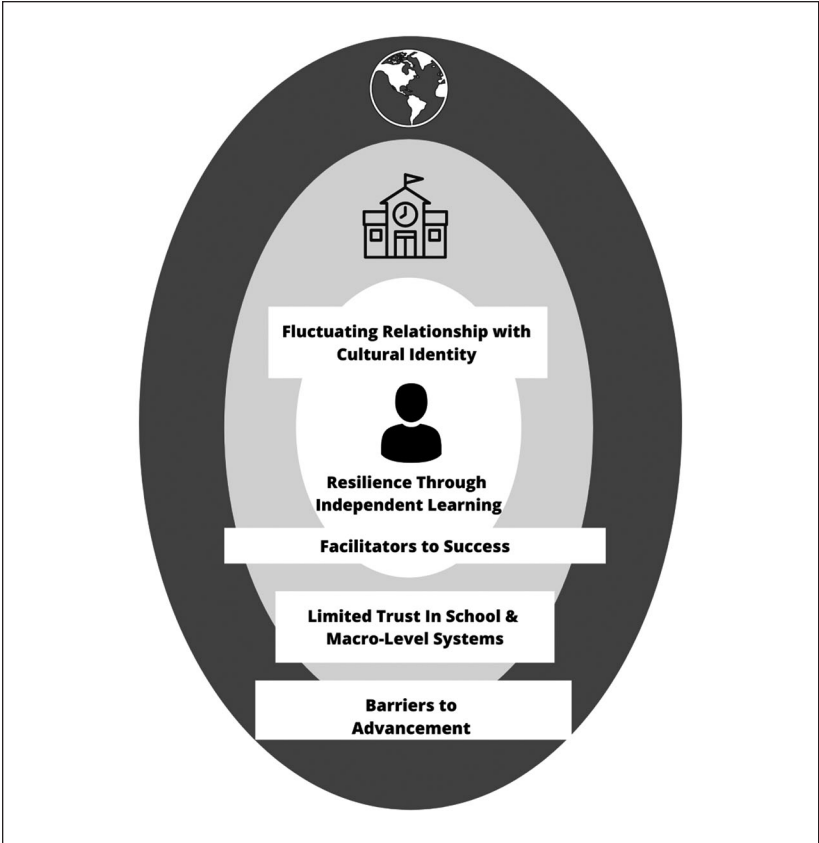 Fluctuating Relationship with
Cultural Identity
Resilience Through
Independent Learning
Facilitators to Success
Limited Trust In School &
Macro-Level Systems
Barriers to
Advancement